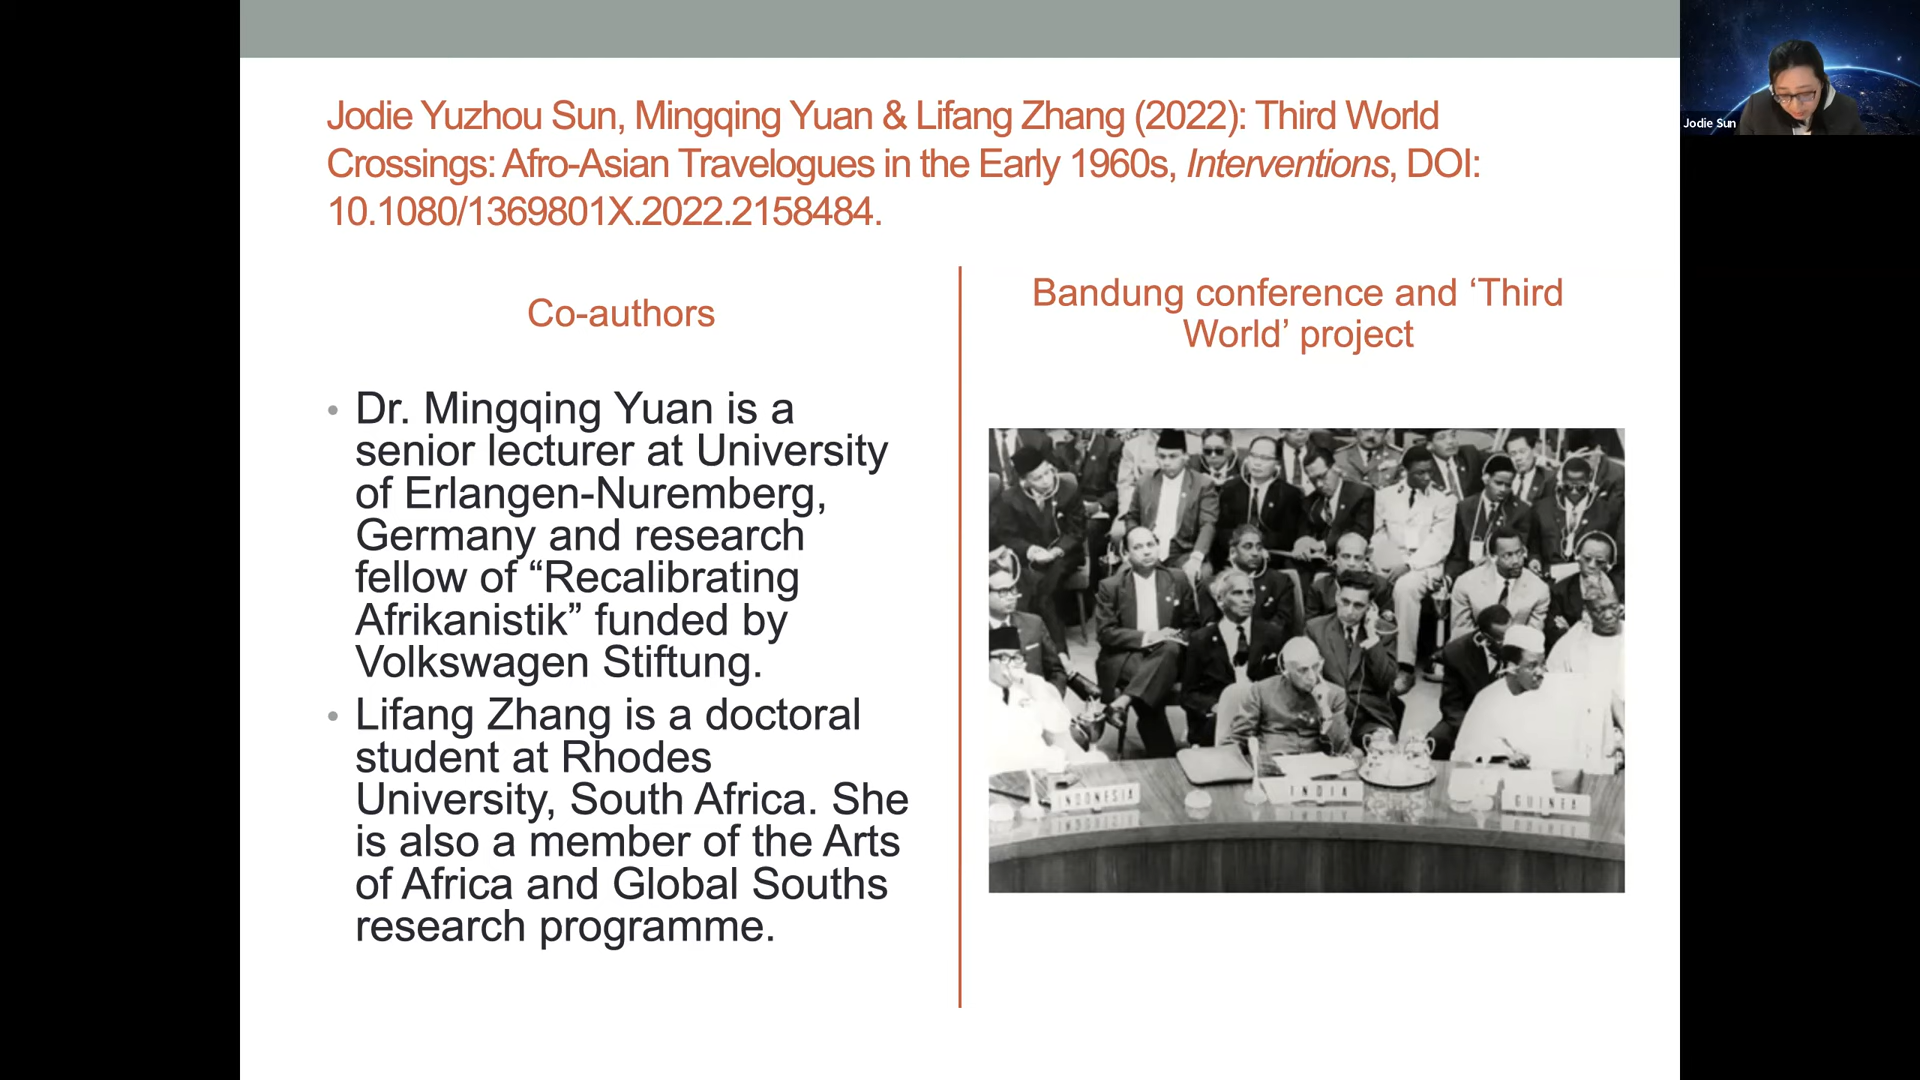 Jodie Yuzhou Sun, Mingqing Yuan & Lifang Zhang (2022): Third World
Crossings: Afro-Asian Travelogues in the Early 1960s, Interventions, DOI:
10.1080/1369801X.2022.2158484.
Co-authors
• Dr. Mingqing Yuan is a
senior lecturer at University
of Erlangen-Nuremberg,
Germany and research
fellow of “Recalibrating
Afrikanistik” funded by
Volkswagen Stiftung.
• Lifang Zhang is a doctoral
student at Rhodes
University, South Africa. She
is also a member of the Arts
of Africa and Global Souths
research programme.
Bandung conference and ‘Third
World’ project
INDONESIA
INDIA
GUINEA
Jodie Sun